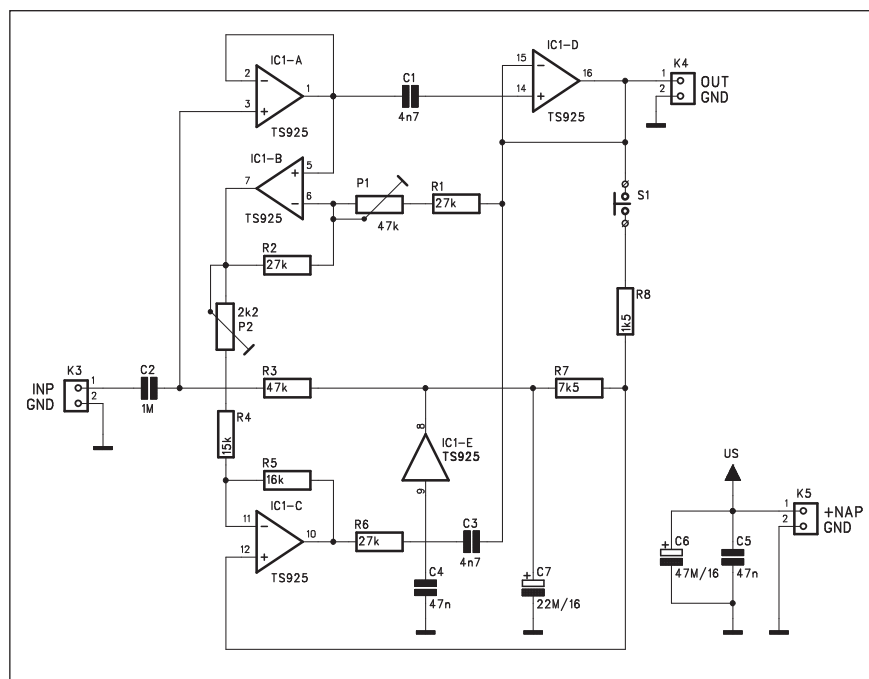 IC1-A
2
3
1
TS925
C1
4n7
IC1-D
15
14
16
TS925
K4
1
2
OUT
GND
IC1-B
7
5
6
TS925
P1
47k
R1
27k
S1
R2
27k
2k2
P2
R8
1k5
K3
INP
GND
1
2
C2
1M
R3
47k
R7
7k5
R4
15k
8
IC1-E
TS925
9
R5
16k
IC1-C
11
12
10
TS925
R6
27k
C3
4n7
C4
47n
+
C7
22M/16
US
K5
1
2
+NAP
GND
+
C6
47M/16
C5
47n